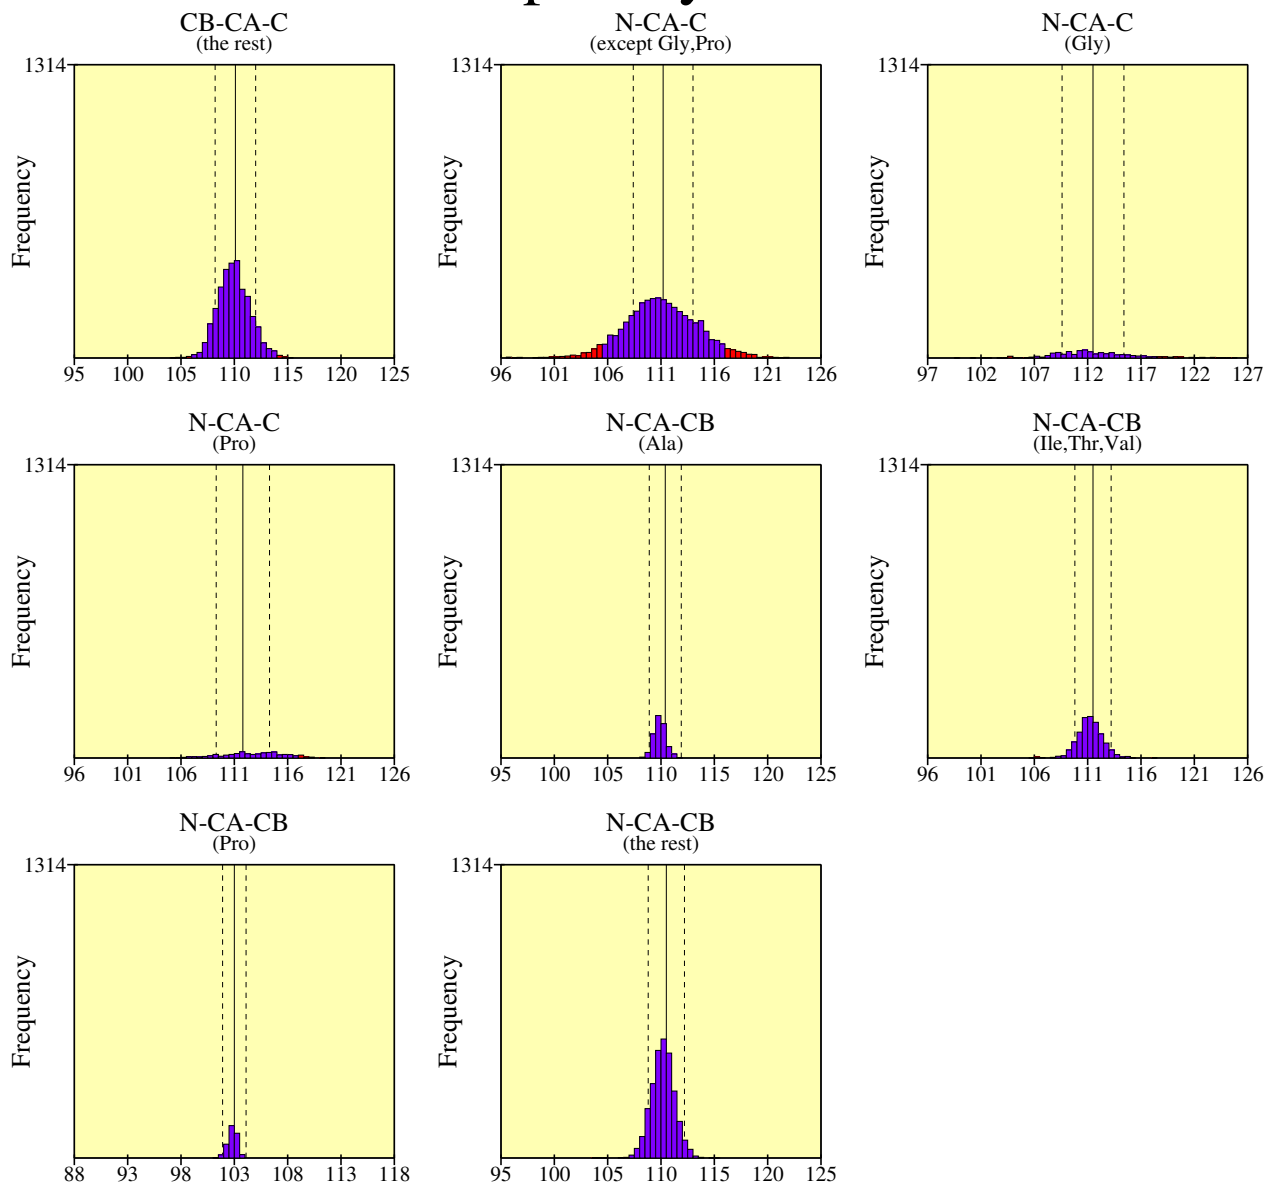 CB-CA-C
(the rest)
1314
Frequency
95 100 105 110 115 120 125
N-CA-C
(except Gly,Pro)
1314
Frequency
96 101 106 111 116 121 126
N-CA-C
(Gly)
1314
Frequency
97 102 107 112 117 122 127
N-CA-C
(Pro)
1314
Frequency
96 101 106 111 116 121 126
N-CA-CB
(Ala)
1314
Frequency
95 100 105 110 115 120 125
N-CA-CB
(Ile,Thr,Val)
1314
Frequency
96 101 106 111 116 121 126
N-CA-CB
(Pro)
1314
Frequency
88 93 98 103 108 113 118
N-CA-CB
(the rest)
1314
Frequency
95 100 105 110 115 120 125